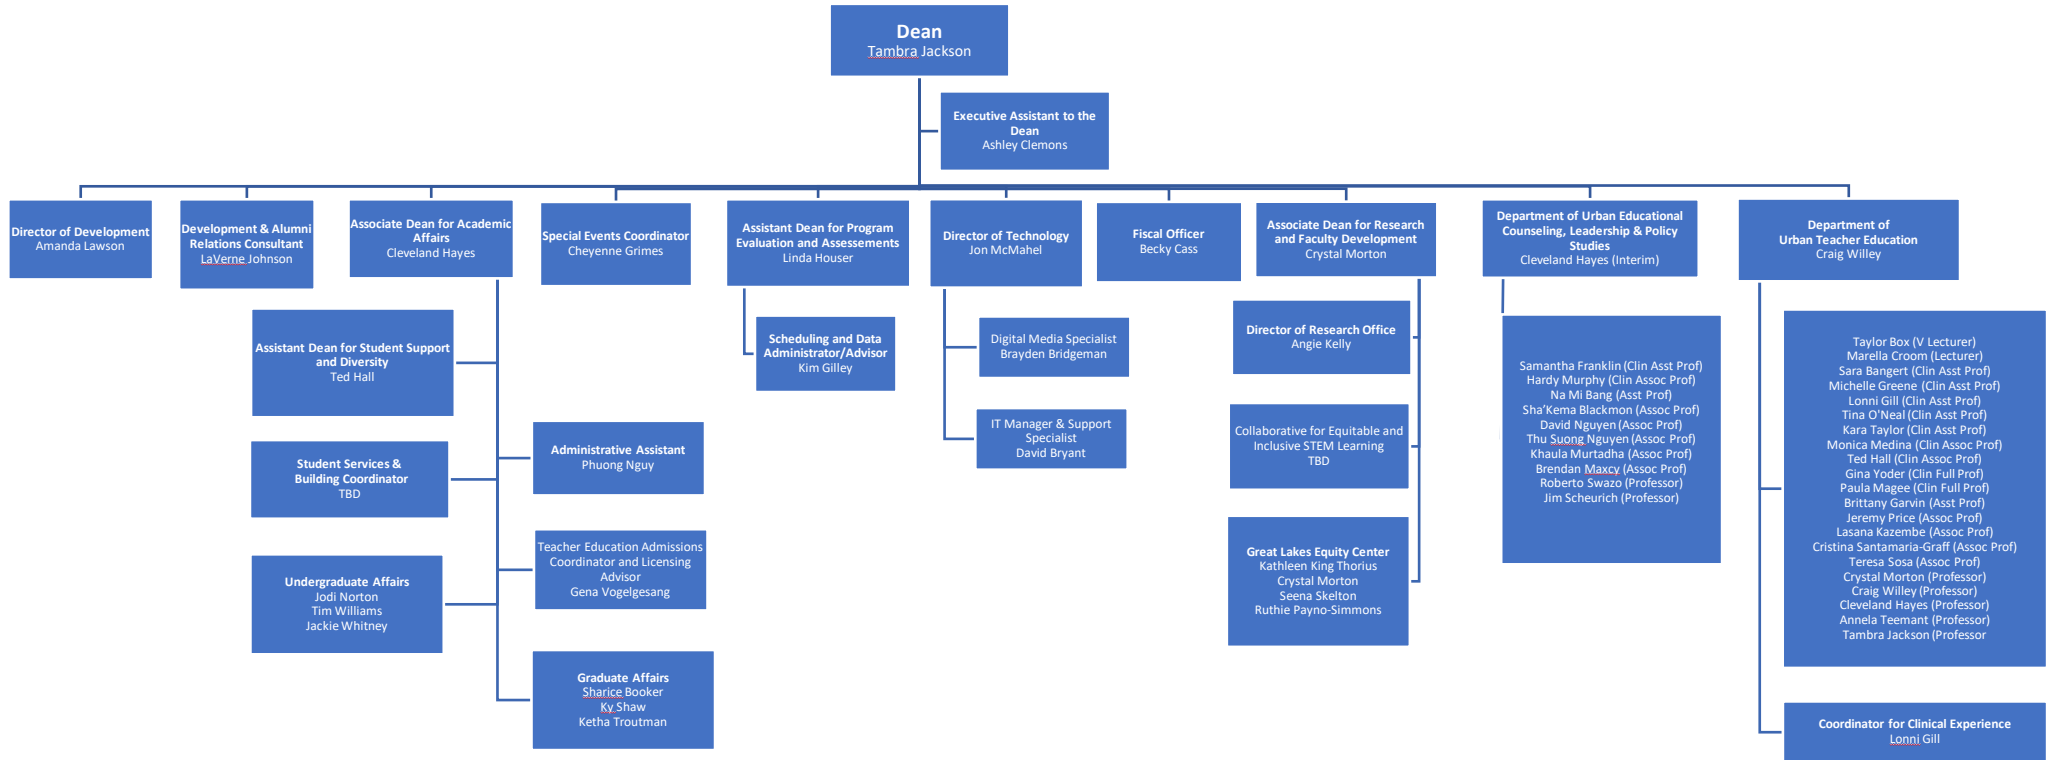 Dean
Tambra Jackson
Executive Assistant to the
Dean
Ashley Clemons
Director of Development
Amanda Lawson
Development & Alumni
Relations Consultant
LaVerne Johnson
Associate Dean for Academic
Affairs
Cleveland Hayes
Special Events Coordinator
Cheyenne Grimes
Assistant Dean for Program
Evaluation and Assessements
Linda Houser
Director of Technology
Jon McMahel
Fiscal Officer
Becky Cass
Associate Dean for Research
and Faculty Development
Crystal Morton
Department of Urban Educational
Counseling, Leadership & Policy
Studies
Cleveland Hayes (Interim)
Department of
Urban Teacher Education
Craig Willey
Assistant Dean for Student Support
and Diversity
Ted Hall
Student Services &
Building Coordinator
TBD
Undergraduate Affairs
Jodi Norton
Tim Williams
Jackie Whitney
Administrative Assistant
Phuong Nguy
Teacher Education Admissions
Coordinator and Licensing
Advisor
Gena Vogelgesang
Graduate Affairs
Sharice Booker
Ky Shaw
Ketha Troutman
Scheduling and Data
Administrator/Advisor
Kim Gilley
Digital Media Specialist
Brayden Bridgeman
IT Manager & Support
Specialist
David Bryant
Director of Research Office
Angie Kelly
Collaborative for Equitable and
Inclusive STEM Learning
TBD
Great Lakes Equity Center
Kathleen King Thorius
Crystal Morton
Seena Skelton
Ruthie Payno-Simmons
Samantha Franklin (Clin Asst Prof)
Hardy Murphy (Clin Assoc Prof)
Na Mi Bang (Asst Prof)
Sha’Kema Blackmon (Assoc Prof)
David Nguyen (Assoc Prof)
Thu Suong Nguyen (Assoc Prof)
Khaula Murtadha (Assoc Prof)
Brendan Maxcy (Assoc Prof)
Roberto Swazo (Professor)
Jim Scheurich (Professor)
Taylor Box (V Lecturer)
Marella Croom (Lecturer)
Sara Bangert (Clin Asst Prof)
Michelle Greene (Clin Asst Prof)
Lonni Gill (Clin Asst Prof)
Tina O'Neal (Clin Asst Prof)
Kara Taylor (Clin Asst Prof)
Monica Medina (Clin Assoc Prof)
Ted Hall (Clin Assoc Prof)
Gina Yoder (Clin Full Prof)
Paula Magee (Clin Full Prof)
Brittany Garvin (Asst Prof)
Jeremy Price (Assoc Prof)
Lasana Kazembe (Assoc Prof)
Cristina Santamaria-Graff (Assoc Prof)
Teresa Sosa (Assoc Prof)
Crystal Morton (Professor)
Craig Willey (Professor)
Cleveland Hayes (Professor)
Annela Teemant (Professor)
Tambra Jackson (Professor
Coordinator for Clinical Experience
Lonni Gill